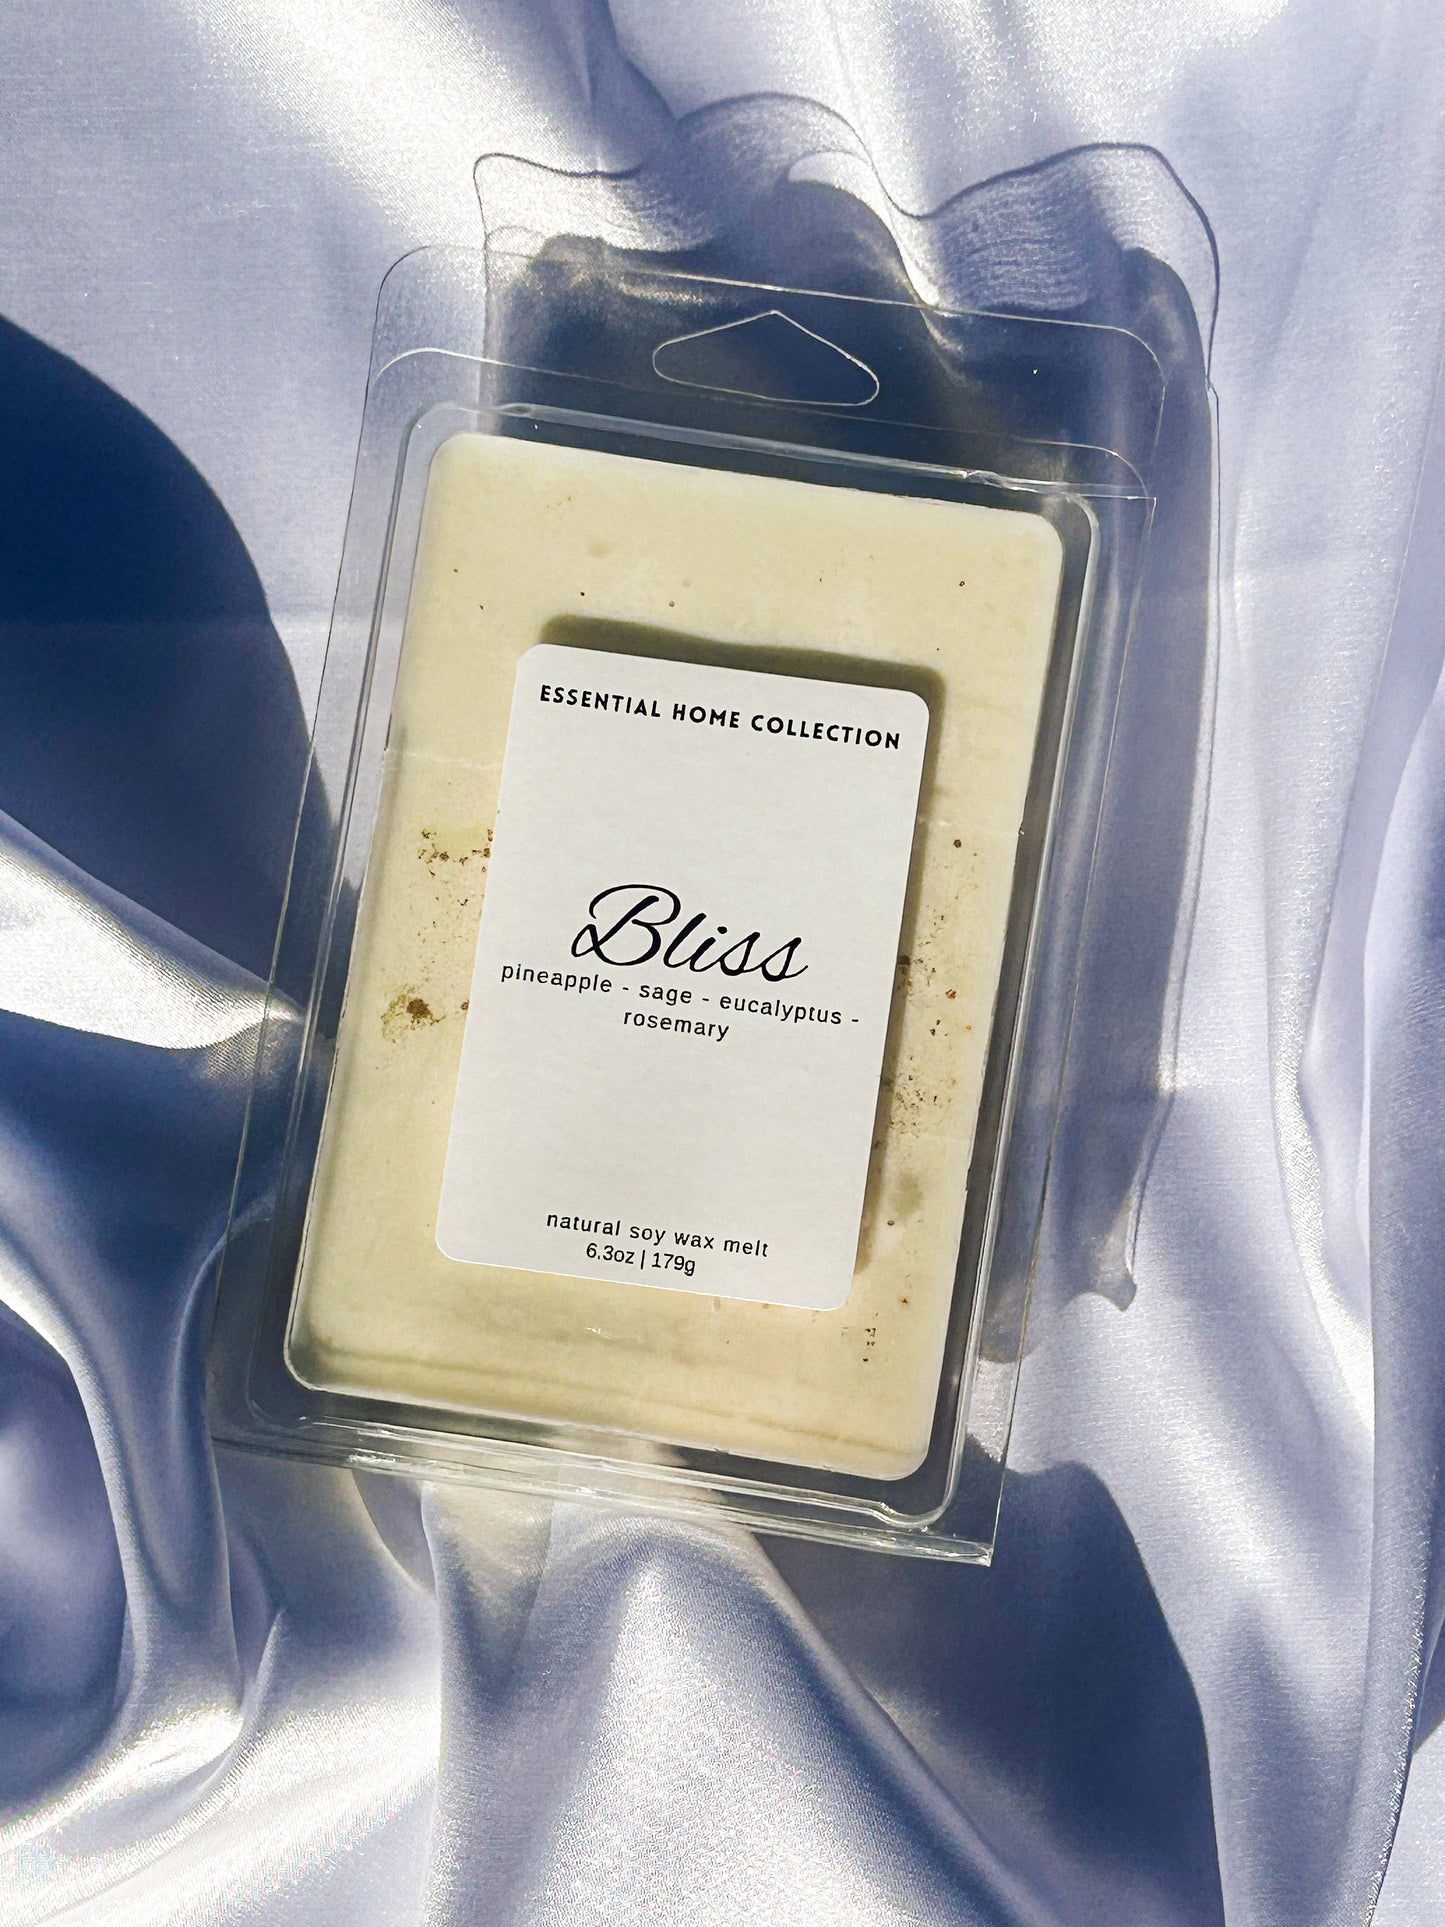 ESSENTIAL HOME COLLECTION
Bliss
pineapple - sage - eucalyptus -
rosemary
natural soy wax melt
6.3oz | 179g